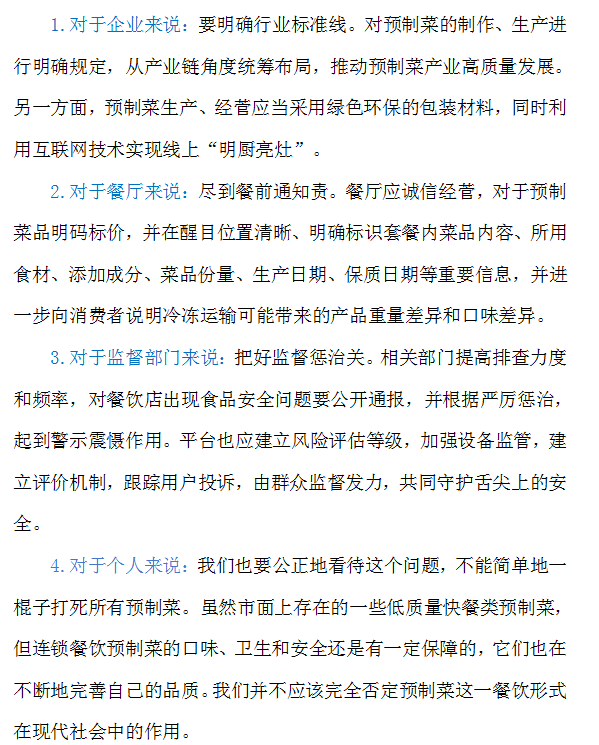 1.对于企业来说：要明确行业标准线。对预制菜的制作、生产进
行明确规定，从产业链角度统筹布局，推动预制菜产业高质量发展。
另一方面，预制菜生产、经营应当采用绿色环保的包装材料，同时利
用互联网技术实现线上“明厨亮灶”。
2.对于餐厅来说：尽到餐前通知责。餐厅应诚信经营，对于预制
菜品明码标价，并在醒目位置清晰、明确标识套餐内菜品内容、所用
食材、添加成分、菜品份量、生产日期、保质日期等重要信息，并进
一步向消费者说明冷冻运输可能带来的产品重量差异和口味差异。
3.对于监督部门来说：把好监督惩治关。相关部门提高排查力度
和频率，对餐饮店出现食品安全问题要公开通报，并根据严厉惩治，
起到警示震慑作用。平台也应建立风险评估等级，加强设备监管，建
立评价机制，跟踪用户投诉，由群众监督发力，共同守护舌尖上的安
全。
4.对于个人来说：我们也要公正地看待这个问题，不能简单地一
棍子打死所有预制菜。虽然市面上存在的一些低质量快餐类预制菜，
但连锁餐饮预制菜的口味、卫生和安全还是有一定保障的，它们也在
不断地完善自己的品质。我们并不应该完全否定预制菜这一餐饮形式
在现代社会中的作用。